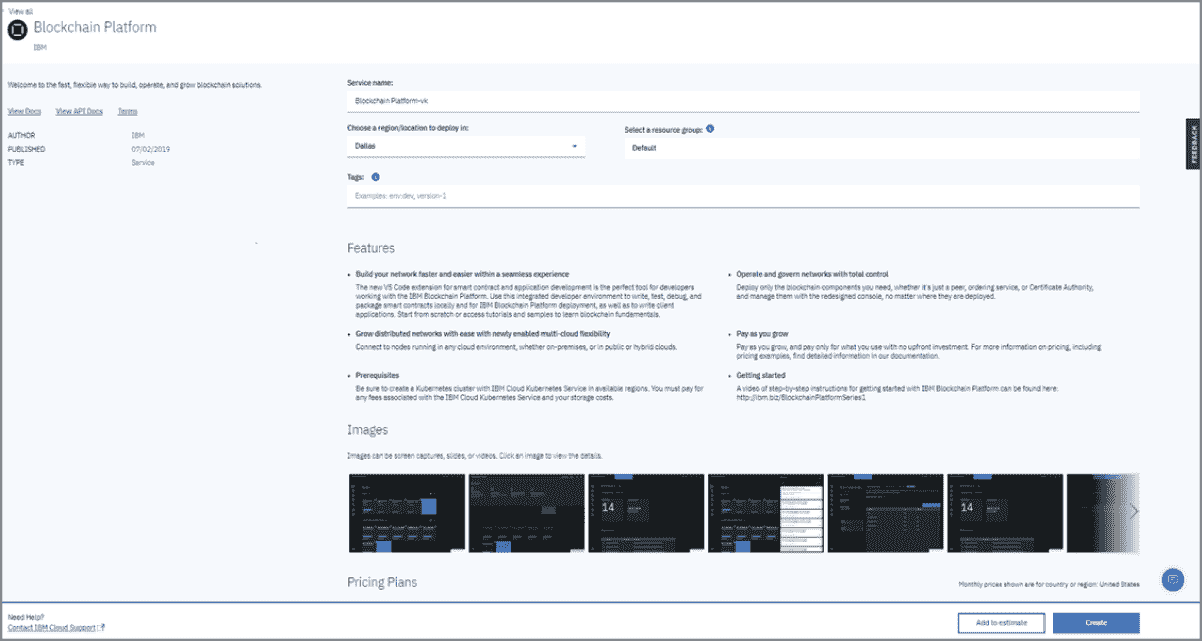 View all
Blockchain Platform
IBM
Welcome to the fast, flexible way to build, operate, and grow blockchain solutions.
View Docs View API Docs Terms
AUTHOR IBM
PUBLISHED 07/02/2019
TYPE Service
Service name:
Blockchain Platform-vk
Choose a region/location to deploy in:
Dallas
Select a resource group:
Default
Tags:
Examples: env:dev, version-1
Features
Build your network faster and easier within a seamless experience
The new VS Code extension for smart contract and application development is the perfect tool for developers
working with the IBM Blockchain Platform. Use this integrated developer environment to write, test, debug, and
package smart contracts locally and for IBM Blockchain Platform deployment, as well as to write client
applications. Start from scratch or access tutorials and samples to learn blockchain fundamentals.
Operate and govern networks with total control
Deploy only the blockchain components you need, whether it's just a peer, ordering service, or Certificate Authority,
and manage them with the redesigned console, no matter where they are deployed.
Grow distributed networks with ease with newly enabled multi-cloud flexibility
Connect to nodes running in any cloud environment, whether on-premises, or in public or hybrid clouds.
Pay as you grow
Pay as you grow, and pay only for what you use with no upfront investment. For more information on pricing, including
pricing examples, find detailed information in our documentation.
Prerequisites
Be sure to create a Kubernetes cluster with IBM Cloud Kubernetes Service in available regions. You must pay for
any fees associated with the IBM Cloud Kubernetes Service and your storage costs.
Getting started
A video of step-by-step instructions for getting started with IBM Blockchain Platform can be found here:
http://ibm.biz/BlockchainPlatformSeries1
Images
Images can be screen captures, slides, or videos. Click an image to view the details.
14
14
Pricing Plans
Monthly prices shown are for country or region: United States
Need Help?
Contact IBM Cloud Support
Add to estimate
Create
FEEDBACK